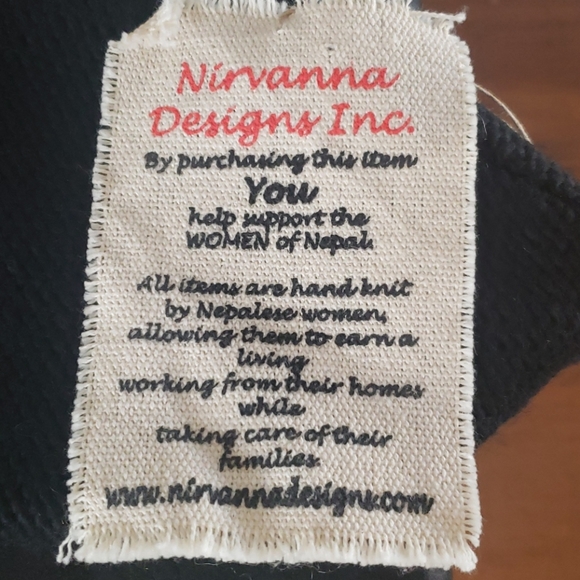 Nirvanna
Designs Inc.
By purchasing this item
You
help support the
WOMEN of Nepal.
All items are hand knit
by Nepalese women,
allowing them to earn a
living
working from their homes
while
taking care of their
families.
www.nirvannadesigns.com